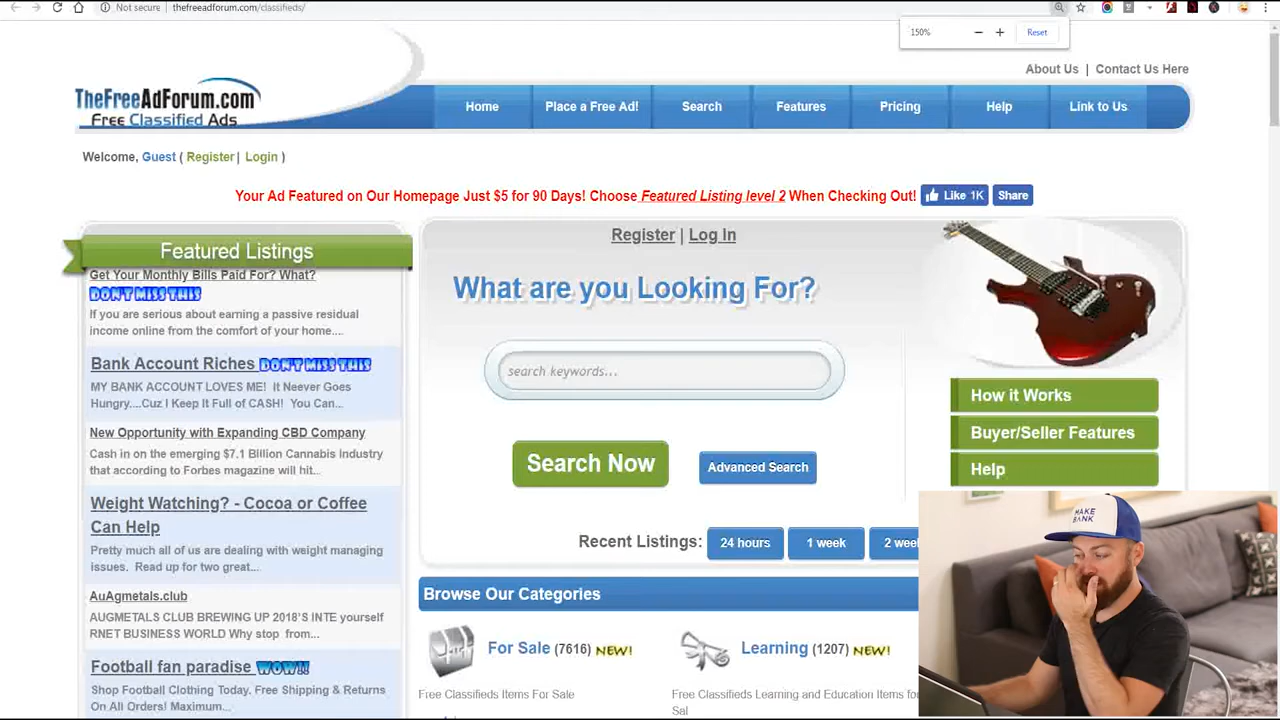 Not secure | thefreeadforum.com/classifieds/
150% − + Reset
About Us | Contact Us Here
TheFreeAdForum.com
Free Classified Ads
Home Place a Free Ad! Search Features Pricing Help Link to Us
Welcome, Guest ( Register | Login )
Your Ad Featured on Our Homepage Just $5 for 90 Days! Choose Featured Listing level 2 When Checking Out! Like 1K Share
Featured Listings
Get Your Monthly Bills Paid For? What?
DON'T MISS THIS
If you are serious about earning a passive residual
income online from the comfort of your home....
Bank Account Riches DON'T MISS THIS
MY BANK ACCOUNT LOVES ME! It Neever Goes
Hungry....Cuz I Keep It Full of CASH! You Can...
New Opportunity with Expanding CBD Company
Cash in on the emerging $7.1 Billion Cannabis Industry
that according to Forbes magazine will hit...
Weight Watching? - Cocoa or Coffee
Can Help
Pretty much all of us are dealing with weight managing
issues. Read up for two great...
AuAgmetals.club
AUGMETALS CLUB BREWING UP 2018'S INTE yourself
RNET BUSINESS WORLD Why stop from...
Football fan paradise WOW!!
Shop Football Clothing Today, Free Shipping & Returns
On All Orders! Maximum...
Register | Log In
What are you Looking For?
search keywords...
Search Now Advanced Search
Recent Listings: 24 hours 1 week 2 wee
How it Works
Buyer/Seller Features
Help
Browse Our Categories
For Sale (7616) NEW!
Free Classifieds Items For Sale
Learning (1207) NEW!
Free Classifieds Learning and Education Items for
Sal
MAKE
BANK